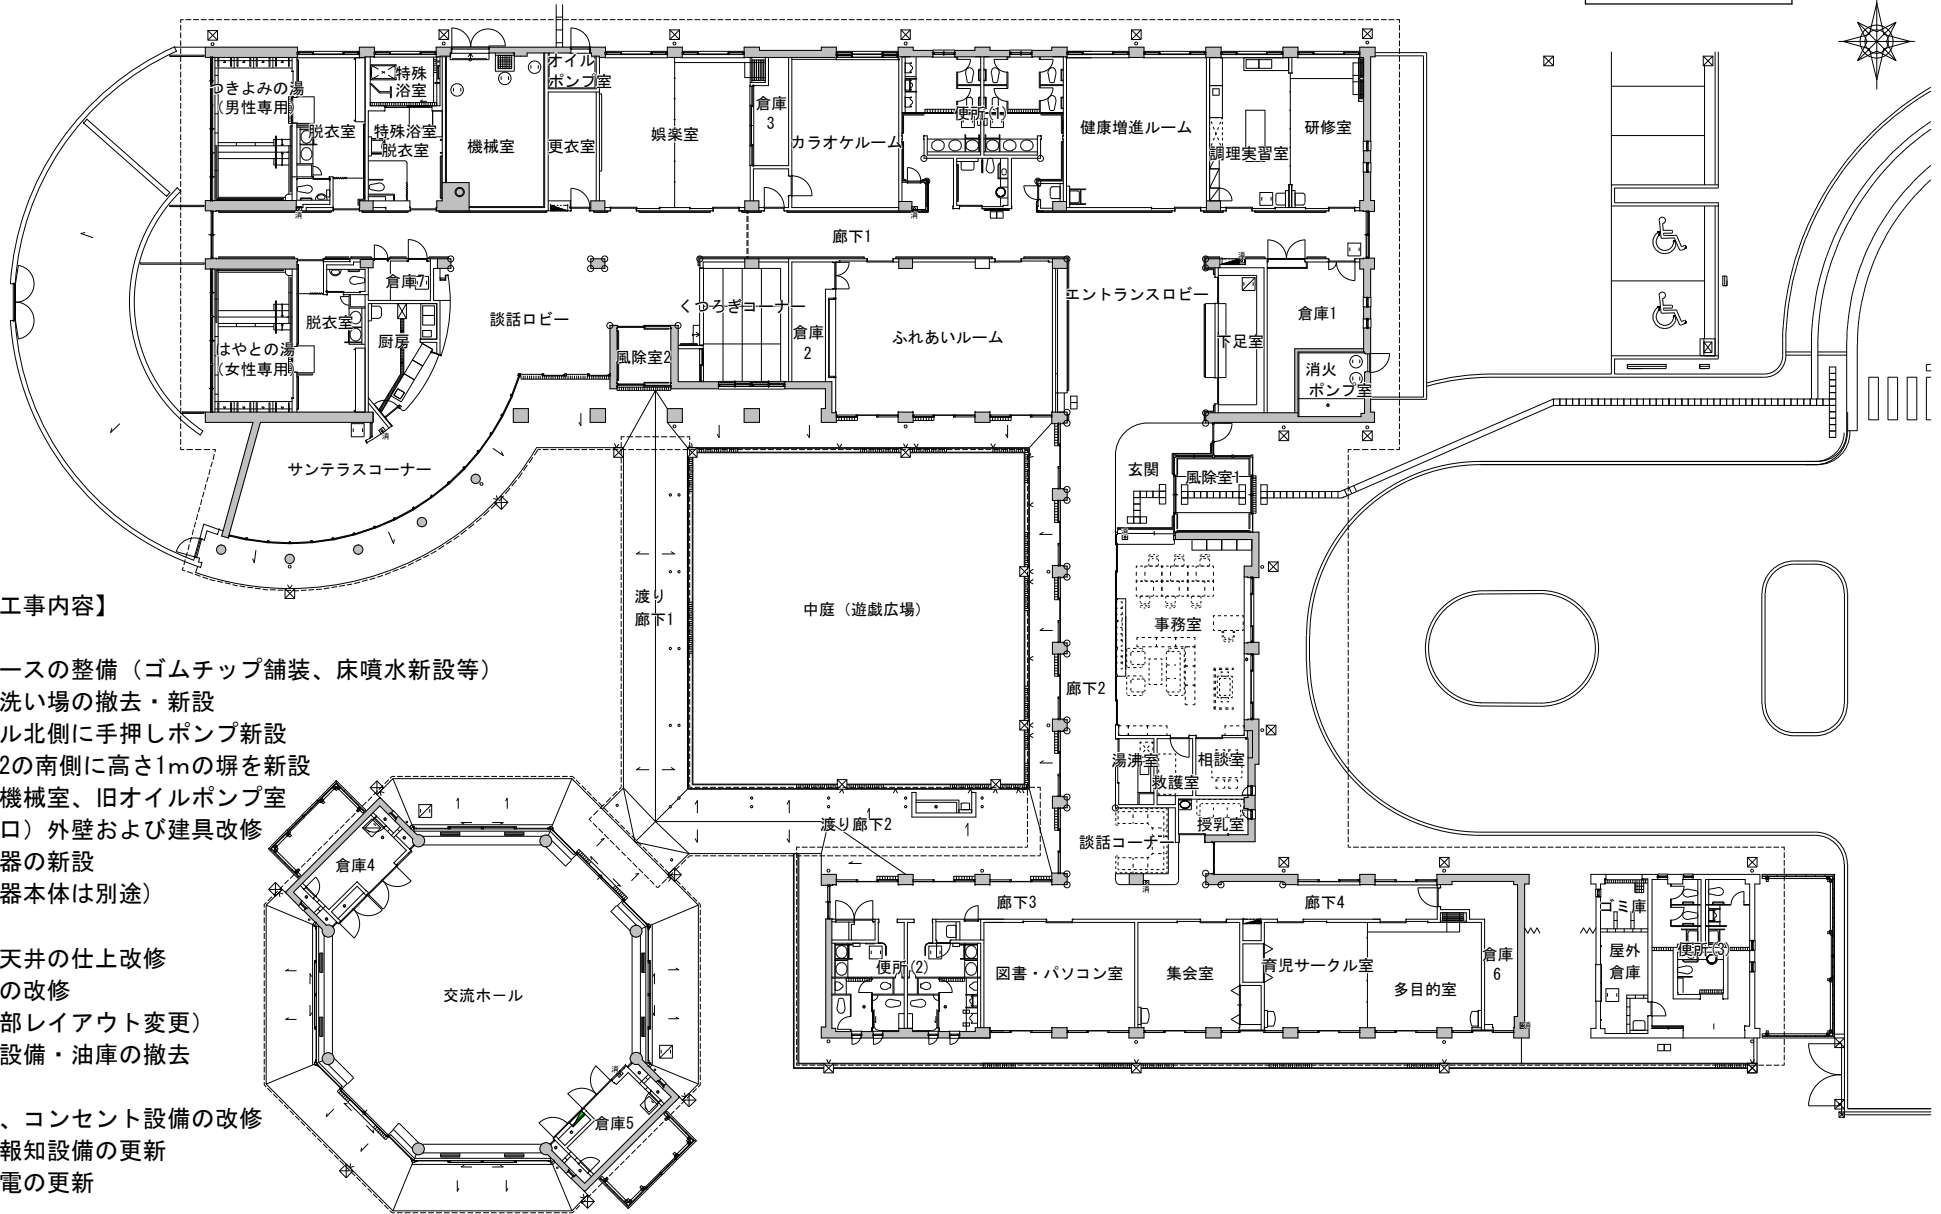 つきよみの湯
（男性専用）
脱衣室
特殊
浴室
特殊浴室
脱衣室
機械室
オイル
ポンプ室
更衣室
娯楽室
倉庫
3
カラオケルーム
便所(1)
健康増進ルーム
調理実習室
研修室
廊下1
はやとの湯
（女性専用）
脱衣室
倉庫7
厨房
談話ロビー
風除室2
くつろぎコーナー
倉庫
2
ふれあいルーム
エントランスロビー
下足室
倉庫1
消火
ポンプ室
サンテラスコーナー
玄関
風除室1
渡り
廊下1
中庭（遊戯広場）
事務室
廊下2
湯沸室
救護室
相談室
授乳室
談話コーナー
渡り廊下2
工事内容】
ースの整備（ゴムチップ舗装、床噴水新設等）
洗い場の撤去・新設
ル北側に手押しポンプ新設
2の南側に高さ1mの塀を新設
機械室、旧オイルポンプ室
ロ）外壁および建具改修
器の新設
器本体は別途）
天井の仕上改修
の改修
部レイアウト変更）
設備・油庫の撤去
、コンセント設備の改修
報知設備の更新
電の更新
倉庫4
交流ホール
倉庫5
廊下3
廊下4
便所(2)
図書・パソコン室
集会室
育児サークル室
多目的室
倉庫
6
ゴミ庫
屋外
倉庫
便所(3)